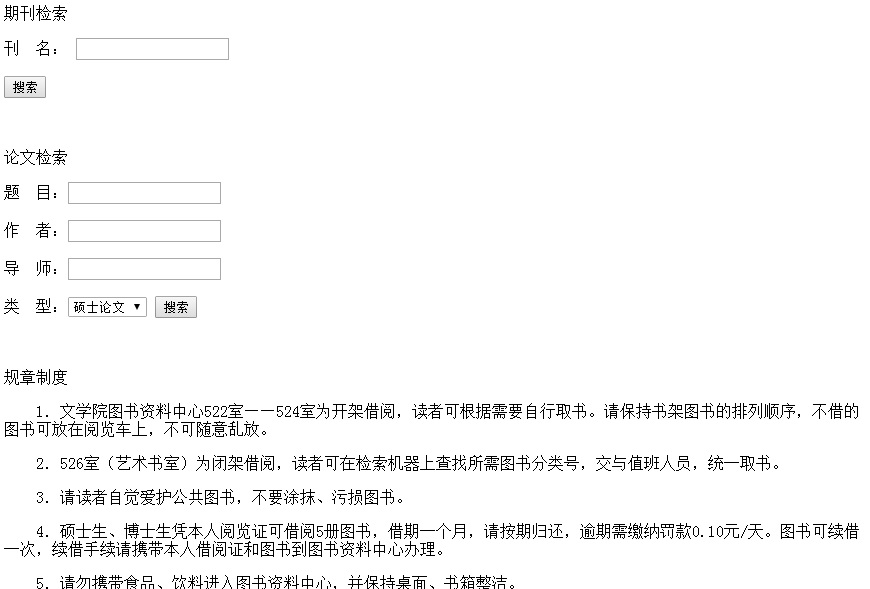 期刊检索
刊　名：
搜索
论文检索
题　目：
作　者：
导　师：
类　型： 硕士论文 搜索
规章制度
1. 文学院图书资料中心522室——524室为开架借阅，读者可根据需要自行取书。请保持书架图书的排列顺序，不借的
图书可放在阅览车上，不可随意乱放。
2. 526室（艺术书室）为闭架借阅，读者可在检索机器上查找所需图书分类号，交与值班人员，统一取书。
3. 请读者自觉爱护公共图书，不要涂抹、污损图书。
4. 硕士生、博士生凭本人阅览证可借阅5册图书，借期一个月，请按期归还，逾期需缴纳罚款0.10元/天。图书可续借
一次，续借手续请携带本人借阅证和图书到图书资料中心办理。
5. 请勿携带食品、饮料进入图书资料中心，并保持桌面、书箱整洁。